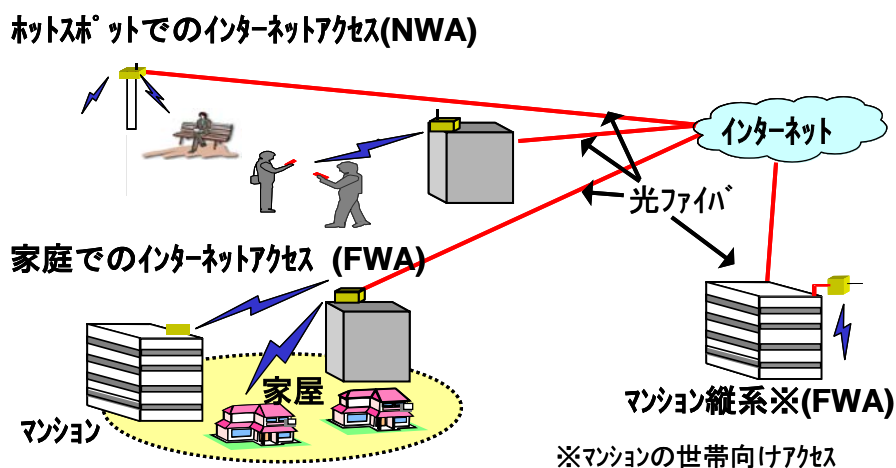 ﾎｯﾄｽﾎﾟｯﾄでのｲﾝﾀｰﾈｯﾄｱｸｾｽ(NWA)
ｲﾝﾀｰﾈｯﾄ
光ﾌｧｲﾊﾞ
家庭でのｲﾝﾀｰﾈｯﾄｱｸｾｽ (FWA)
家屋
ﾏﾝｼｮﾝ
ﾏﾝｼｮﾝ縦系※(FWA)
※ﾏﾝｼｮﾝの世帯向けｱｸｾｽ